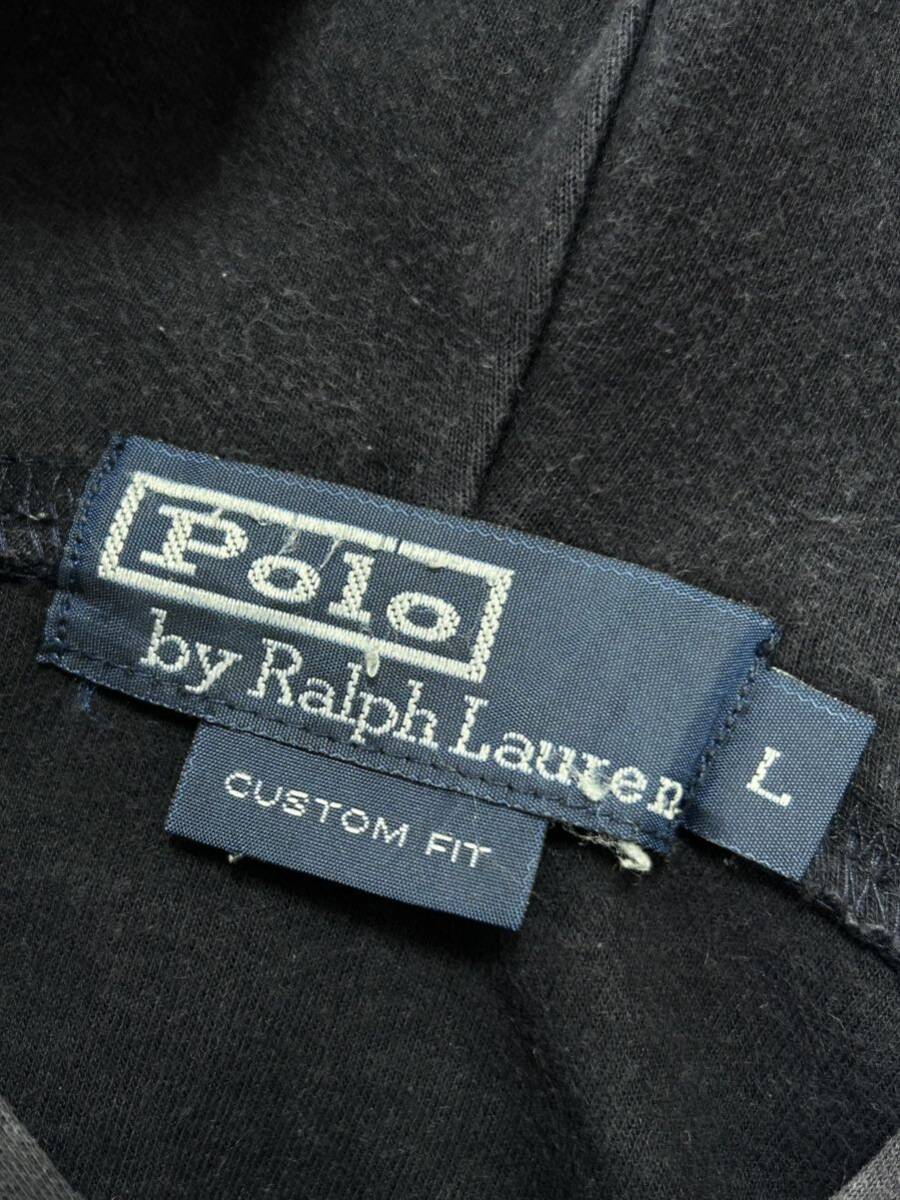 Polo
by Ralph Lauren
L
CUSTOM FIT